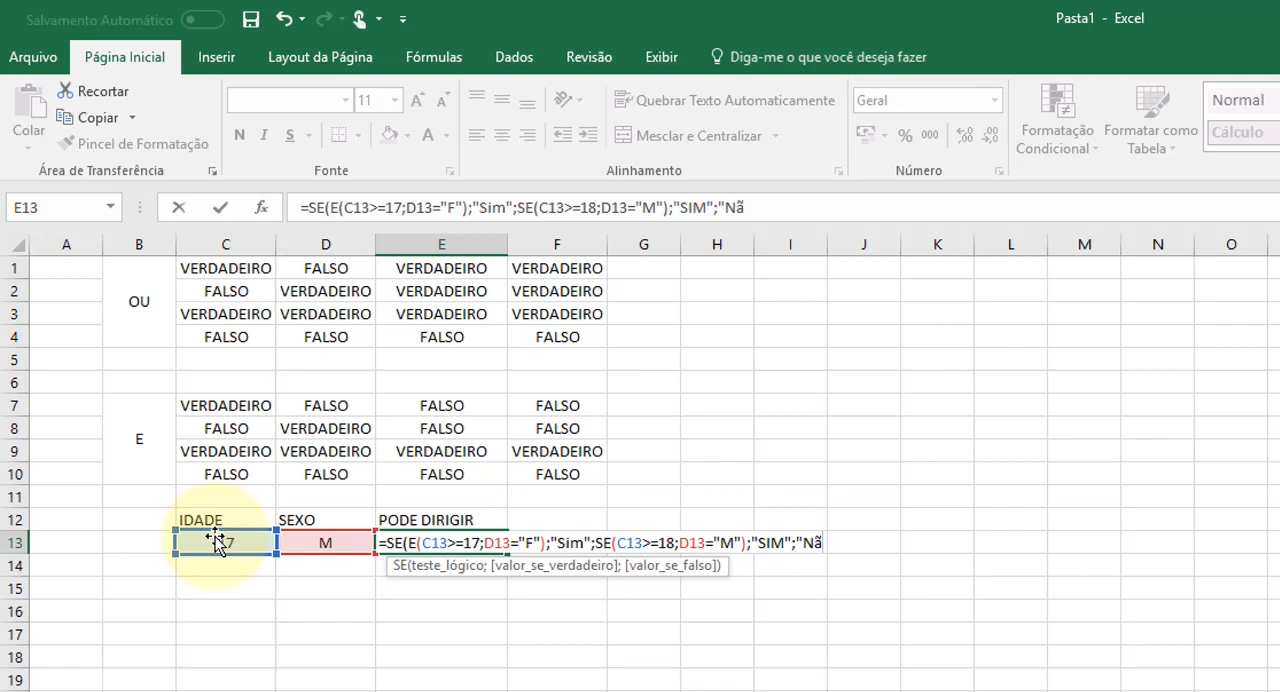 Salvamento Automático
Pasta1 - Excel
Arquivo Página Inicial Inserir Layout da Página Fórmulas Dados Revisão Exibir Diga-me o que você deseja fazer
Colar
Recortar
Copiar
Pincel de Formatação
Área de Transferência
11
A A
N I S A
Fonte
Quebrar Texto Automaticamente
Mesclar e Centralizar
Alinhamento
Geral
% 000
Número
Formatação Condicional
Formatar como Tabela
Normal
Cálculo
E13 fx =SE(E(C13>=17;D13="F");"Sim";SE(C13>=18;D13="M");"SIM";"Nã
A B C D E F G H I J K L M N O
1 VERDADEIRO FALSO VERDADEIRO VERDADEIRO
2 FALSO VERDADEIRO VERDADEIRO VERDADEIRO
OU
3 VERDADEIRO VERDADEIRO VERDADEIRO VERDADEIRO
4 FALSO FALSO FALSO FALSO
5
6
7 VERDADEIRO FALSO FALSO FALSO
8 FALSO VERDADEIRO FALSO FALSO
E
9 VERDADEIRO VERDADEIRO VERDADEIRO VERDADEIRO
10 FALSO FALSO FALSO FALSO
11
12 IDADE SEXO PODE DIRIGIR
13 7 M =SE(E(C13>=17;D13="F");"Sim";SE(C13>=18;D13="M");"SIM";"Nã
14 SE(teste_lógico; [valor_se_verdadeiro]; [valor_se_falso])
15
16
17
18
19